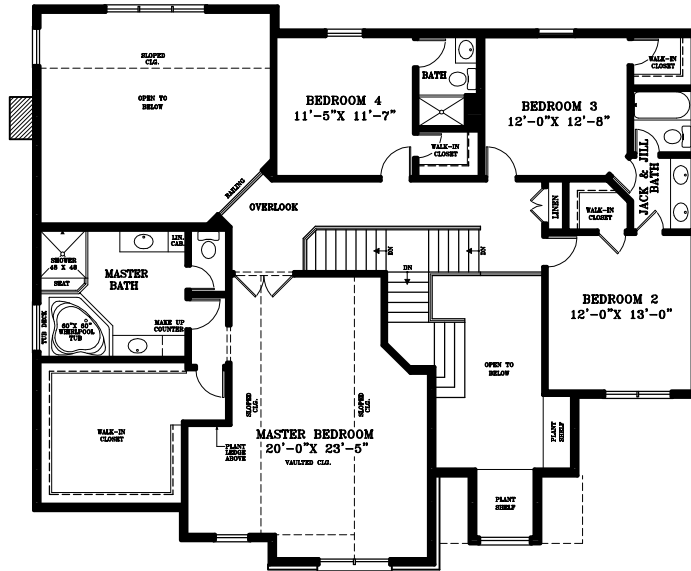 SLOPED
CLG.
OPEN TO
BELOW
BEDROOM 4
11'-5"X 11'-7"
BATH
WALK-IN
CLOSET
BEDROOM 3
12'-0"X 12'-8"
WALK-IN
CLOSET
JACK & JILL
BATH
RAILING
OVERLOOK
LINEN
WALK-IN
CLOSET
DN
DN
DN
SHOWER
48 X 48
SEAT
LIN.
CAB.
MASTER
BATH
TUB DECK
60"X 60"
WHIRLPOOL
TUB
MAKE UP
COUNTER
BEDROOM 2
12'-0"X 13'-0"
OPEN TO
BELOW
WALK-IN
CLOSET
SLOPED
CLG.
SLOPED
CLG.
PLANT
LEDGE
ABOVE
MASTER BEDROOM
20'-0"X 23'-5"
VAULTED CLG.
PLANT
SHELF
PLANT
SHELF